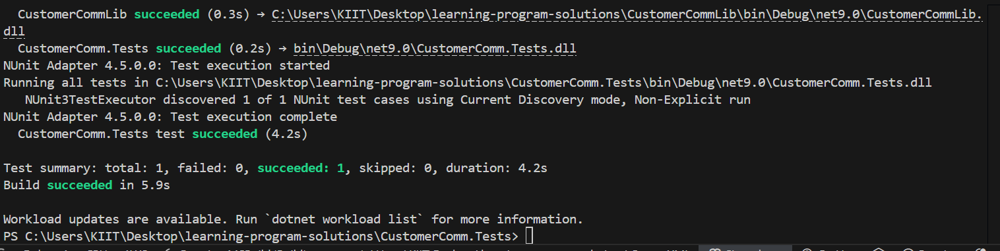 CustomerCommLib succeeded (0.3s) → C:\Users\KIIT\Desktop\learning-program-solutions\CustomerCommLib\bin\Debug\net9.0\CustomerCommLib.
dll
CustomerComm.Tests succeeded (0.2s) → bin\Debug\net9.0\CustomerComm.Tests.dll
NUnit Adapter 4.5.0.0: Test execution started
Running all tests in C:\Users\KIIT\Desktop\learning-program-solutions\CustomerComm.Tests\bin\Debug\net9.0\CustomerComm.Tests.dll
NUnit3TestExecutor discovered 1 of 1 NUnit test cases using Current Discovery mode, Non-Explicit run
NUnit Adapter 4.5.0.0: Test execution complete
CustomerComm.Tests test succeeded (4.2s)
Test summary: total: 1, failed: 0, succeeded: 1, skipped: 0, duration: 4.2s
Build succeeded in 5.9s
Workload updates are available. Run `dotnet workload list` for more information.
PS C:\Users\KIIT\Desktop\learning-program-solutions\CustomerComm.Tests>